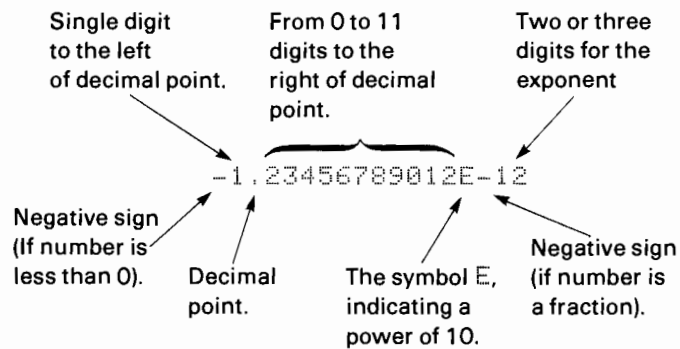 Single digit
to the left
of decimal point.
From 0 to 11
digits to the
right of decimal
point.
Two or three
digits for the
exponent
-1.23456789012E-12
Negative sign
(If number is
less than 0).
Decimal
point.
The symbol E,
indicating a
power of 10.
Negative sign
(if number is
a fraction).